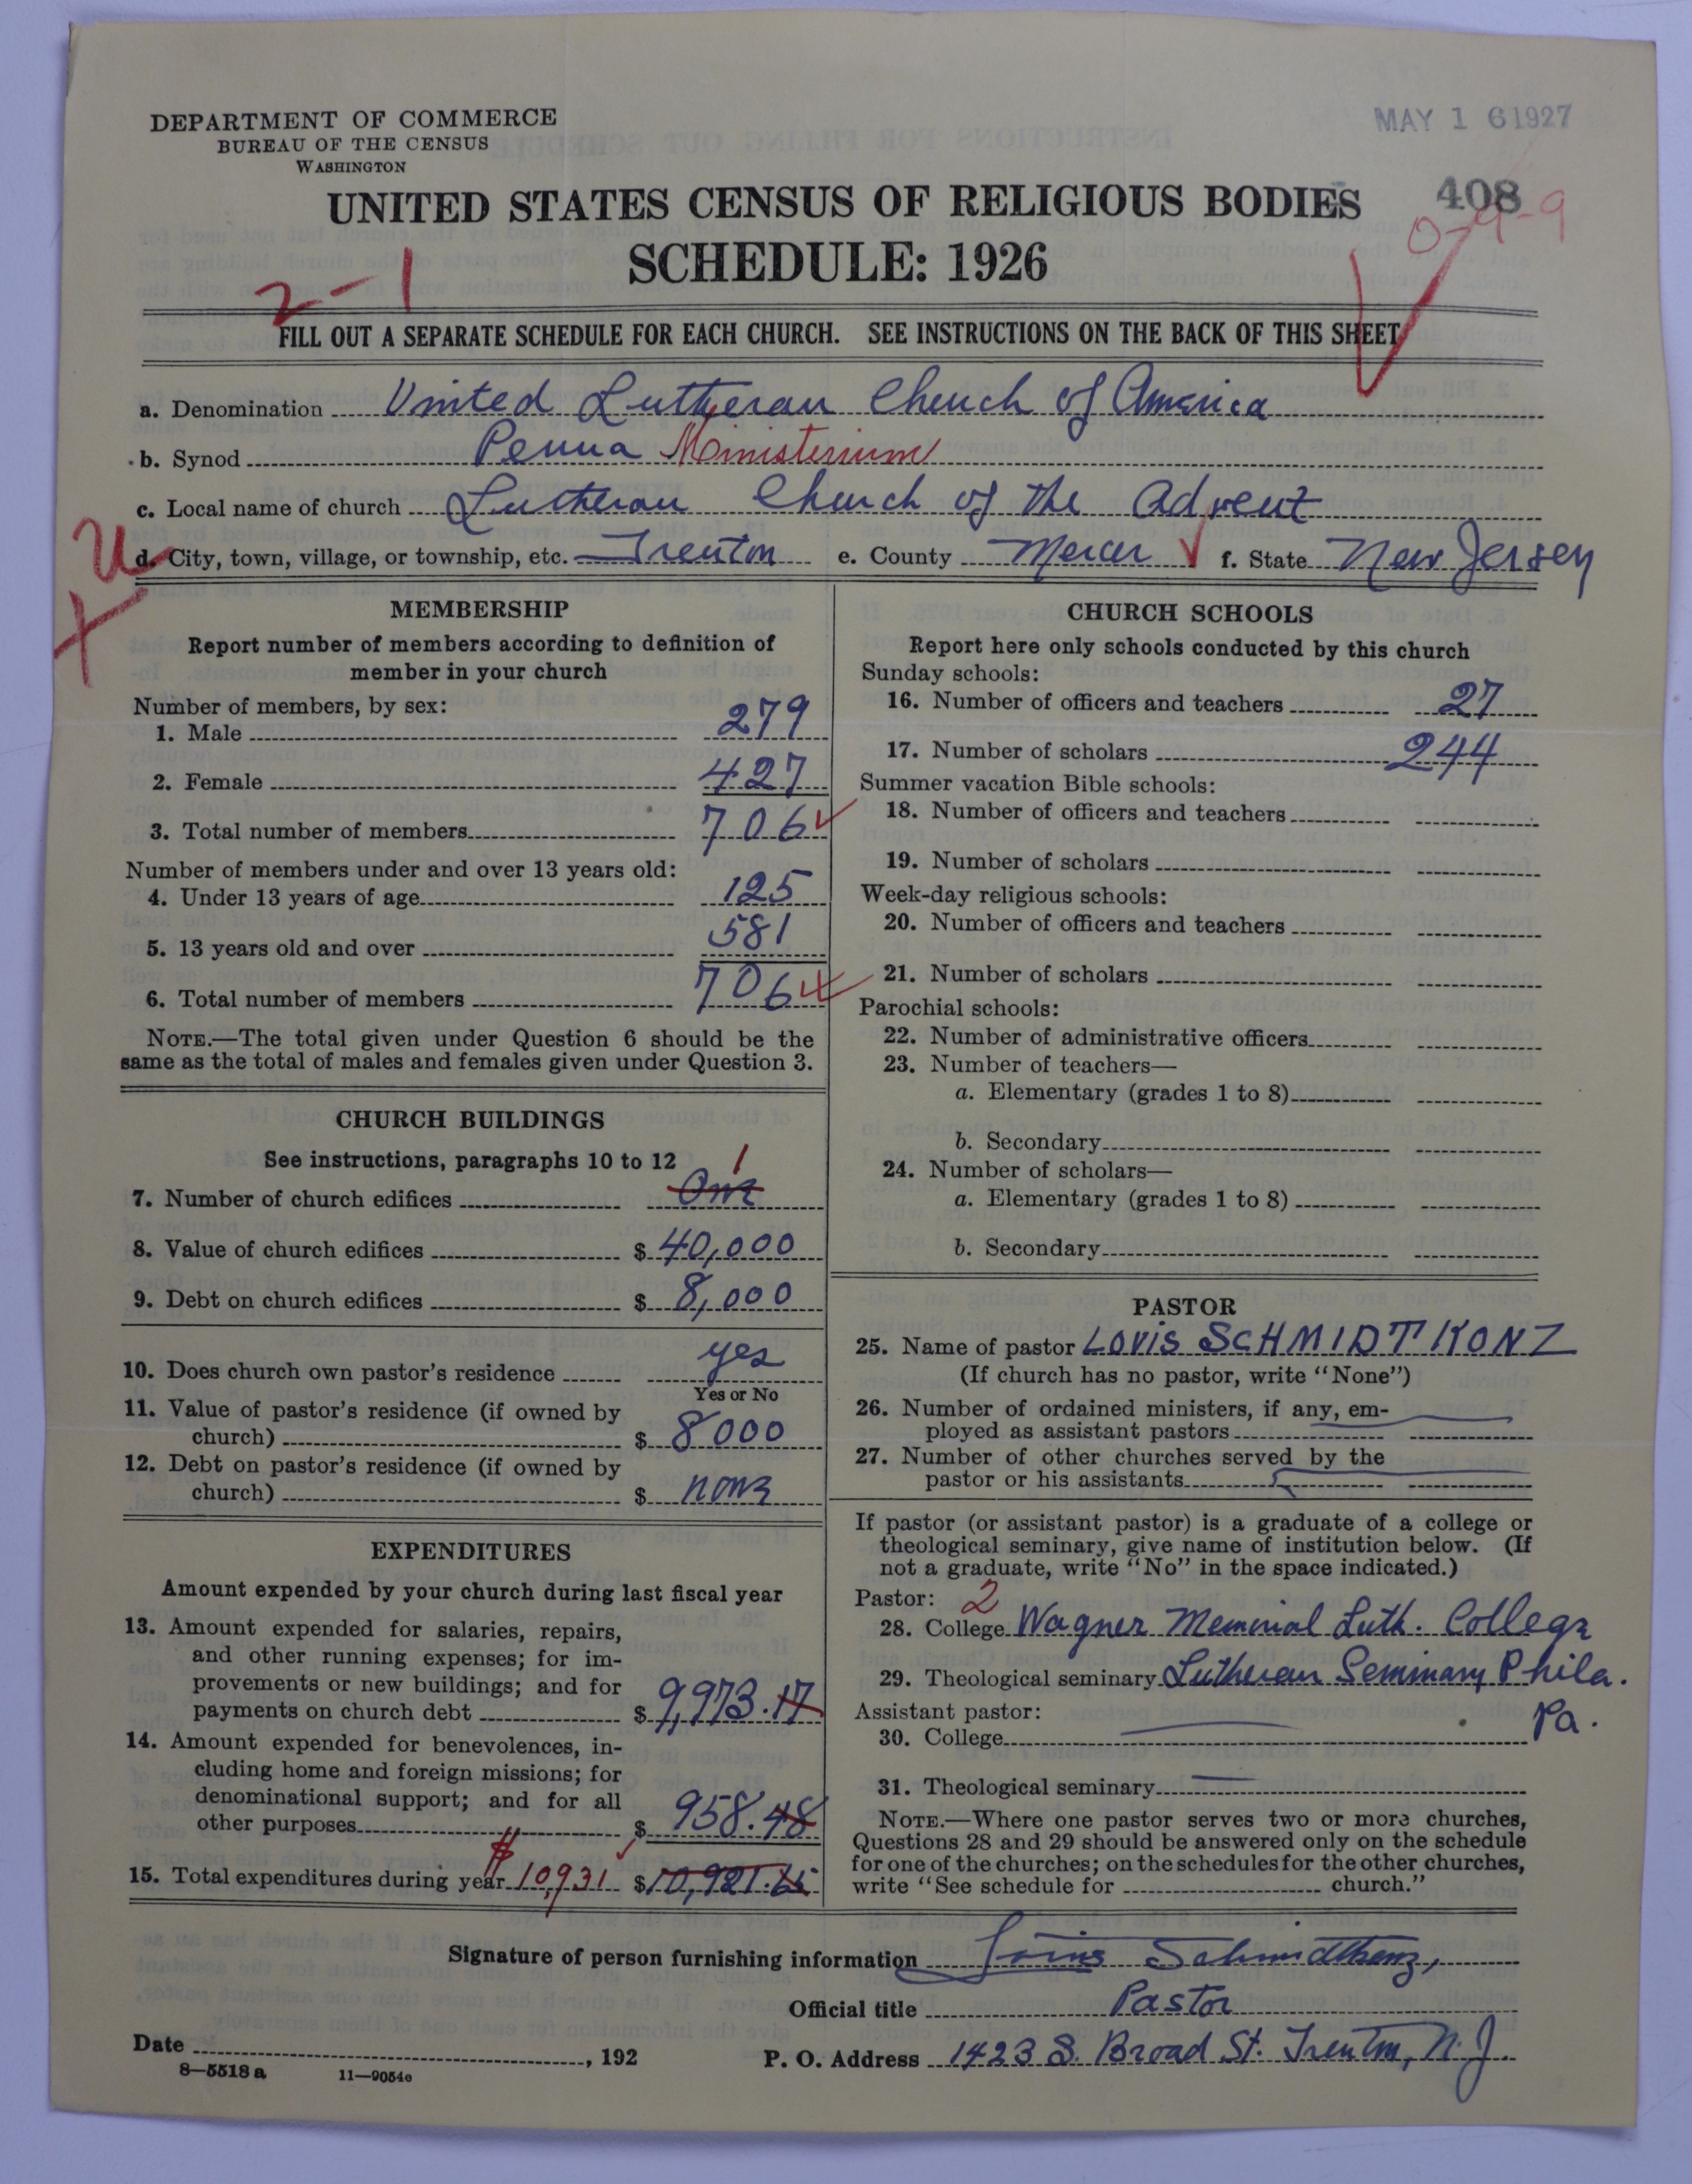 DEPARTMENT OF COMMERCE
BUREAU OF THE CENSUS
WASHINGTON
MAY 1 6 1927
UNITED STATES CENSUS OF RELIGIOUS BODIES
408
SCHEDULE: 1926
0-9-9
2-1
FILL OUT A SEPARATE SCHEDULE FOR EACH CHURCH. SEE INSTRUCTIONS ON THE BACK OF THIS SHEET
a. Denomination United Lutheran Church of America
b. Synod Penna Ministerium
c. Local name of church Lutheran Church of the Advent
U
d. City, town, village, or township, etc. Trenton e. County Mercer f. State New Jersey
MEMBERSHIP
Report number of members according to definition of
member in your church
Number of members, by sex:
1. Male 279
2. Female 427
3. Total number of members 706
Number of members under and over 13 years old:
4. Under 13 years of age 125
5. 13 years old and over 581
6. Total number of members 706
NOTE.—The total given under Question 6 should be the
same as the total of males and females given under Question 3.
CHURCH BUILDINGS
See instructions, paragraphs 10 to 12 1
7. Number of church edifices One
8. Value of church edifices $ 40,000
9. Debt on church edifices $ 8,000
10. Does church own pastor's residence yes
Yes or No
11. Value of pastor's residence (if owned by
church) $ 8000
12. Debt on pastor's residence (if owned by
church) $ none
EXPENDITURES
Amount expended by your church during last fiscal year
13. Amount expended for salaries, repairs,
and other running expenses; for im-
provements or new buildings; and for
payments on church debt $ 9,973.17
14. Amount expended for benevolences, in-
cluding home and foreign missions; for
denominational support; and for all
other purposes $ 958.48
15. Total expenditures during year $10,931 $ 10,921.65
CHURCH SCHOOLS
Report here only schools conducted by this church
Sunday schools:
16. Number of officers and teachers 27
17. Number of scholars 244
Summer vacation Bible schools:
18. Number of officers and teachers
19. Number of scholars
Week-day religious schools:
20. Number of officers and teachers
21. Number of scholars
Parochial schools:
22. Number of administrative officers
23. Number of teachers—
a. Elementary (grades 1 to 8)
b. Secondary
24. Number of scholars—
a. Elementary (grades 1 to 8)
b. Secondary
PASTOR
25. Name of pastor LOUIS SCHMIDTKONZ
(If church has no pastor, write "None")
26. Number of ordained ministers, if any, em-
ployed as assistant pastors
27. Number of other churches served by the
pastor or his assistants
If pastor (or assistant pastor) is a graduate of a college or
theological seminary, give name of institution below. (If
not a graduate, write "No" in the space indicated.)
Pastor: 2
28. College Wagner Memorial Luth. College
29. Theological seminary Lutheran Seminary Phila.
Pa.
Assistant pastor:
30. College
31. Theological seminary
NOTE.—Where one pastor serves two or more churches,
Questions 28 and 29 should be answered only on the schedule
for one of the churches; on the schedules for the other churches,
write "See schedule for church."
Signature of person furnishing information Louis Schmidtkonz,
Official title Pastor
Date , 192
P. O. Address 1423 S. Broad St. Trenton, N. J.
8—5518 a 11—9054e